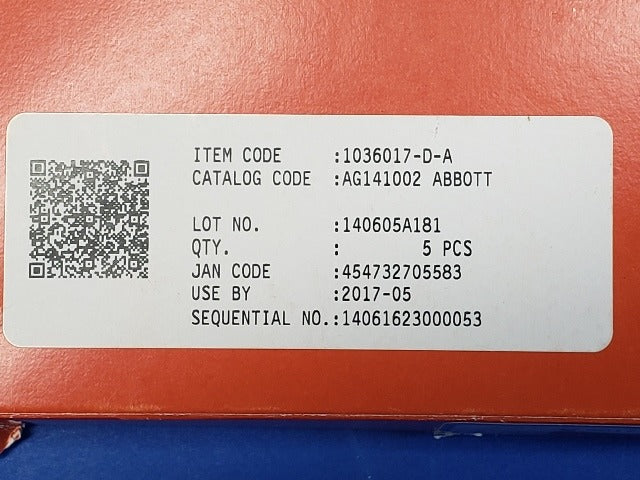 ITEM CODE :1036017-D-A
CATALOG CODE :AG141002 ABBOTT
LOT NO. :140605A181
QTY. : 5 PCS
JAN CODE :454732705583
USE BY :2017-05
SEQUENTIAL NO.:14061623000053